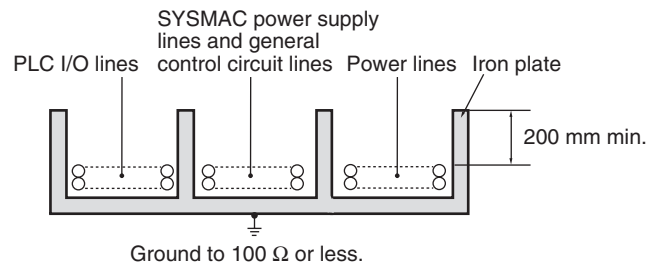 SYSMAC power supply
lines and general
PLC I/O lines control circuit lines Power lines Iron plate
200 mm min.
Ground to 100 Ω or less.